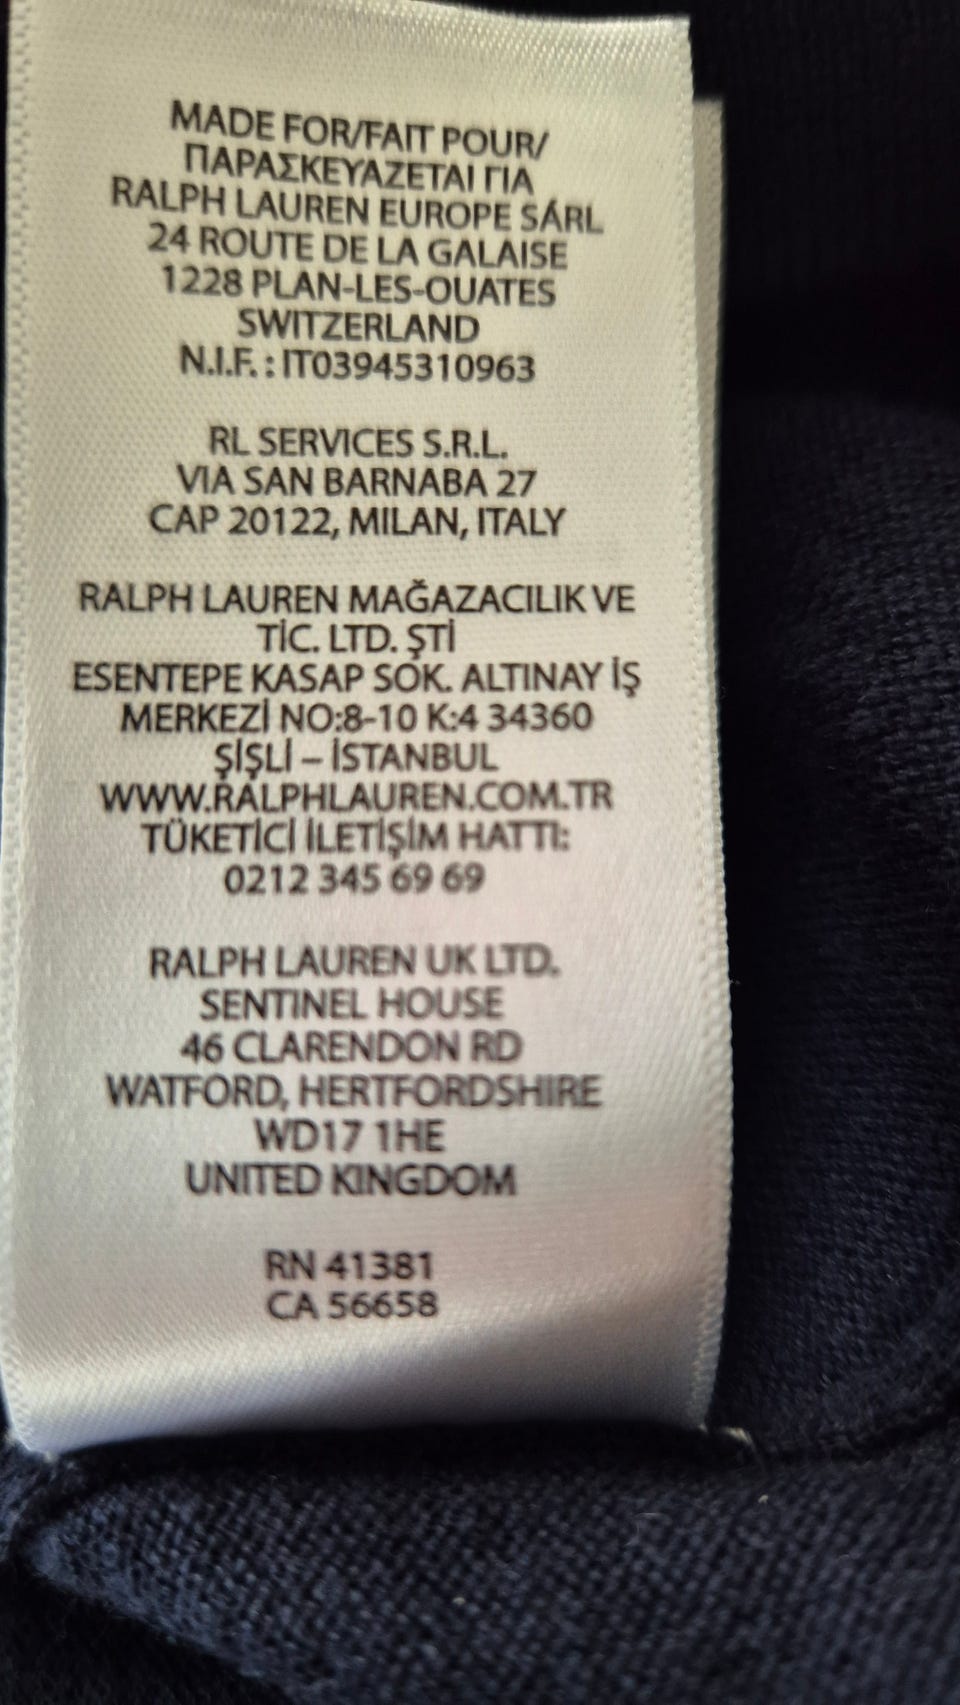 MADE FOR/FAIT POUR/
ΠΑΡΑΣΚΕΥΑΖΕΤΑΙ ΓΙΑ
RALPH LAUREN EUROPE SÁRL
24 ROUTE DE LA GALAISE
1228 PLAN-LES-OUATES
SWITZERLAND
N.I.F. : IT03945310963
RL SERVICES S.R.L.
VIA SAN BARNABA 27
CAP 20122, MILAN, ITALY
RALPH LAUREN MAĞAZACILIK VE
TİC. LTD. ŞTİ
ESENTEPE KASAP SOK. ALTINAY İŞ
MERKEZİ NO:8-10 K:4 34360
ŞİŞLİ – İSTANBUL
WWW.RALPHLAUREN.COM.TR
TÜKETİCİ İLETİŞİM HATTI:
0212 345 69 69
RALPH LAUREN UK LTD.
SENTINEL HOUSE
46 CLARENDON RD
WATFORD, HERTFORDSHIRE
WD17 1HE
UNITED KINGDOM
RN 41381
CA 56658